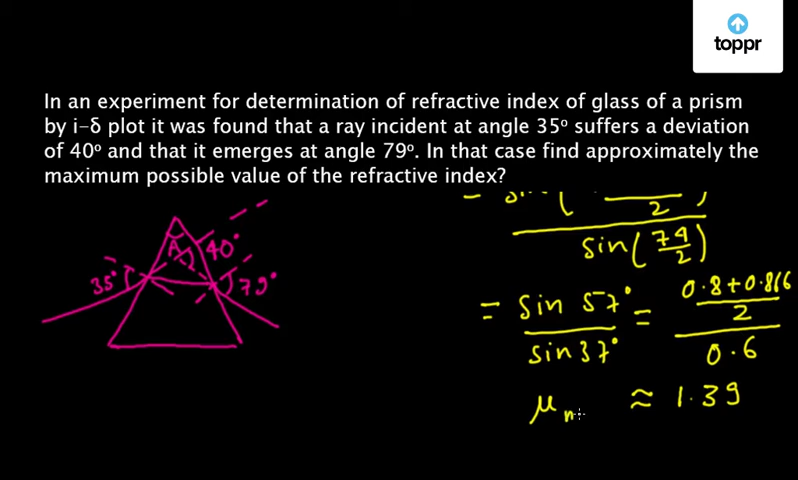 toppr
In an experiment for determination of refractive index of glass of a prism
by i-δ plot it was found that a ray incident at angle 35° suffers a deviation
of 40° and that it emerges at angle 79°. In that case find approximately the
maximum possible value of the refractive index?
2
sin(74/2)
A 40°
35° 79°
= sin 57° / sin 37° = 0.8+0.866 / 2 / 0.6
μm ≈ 1.39